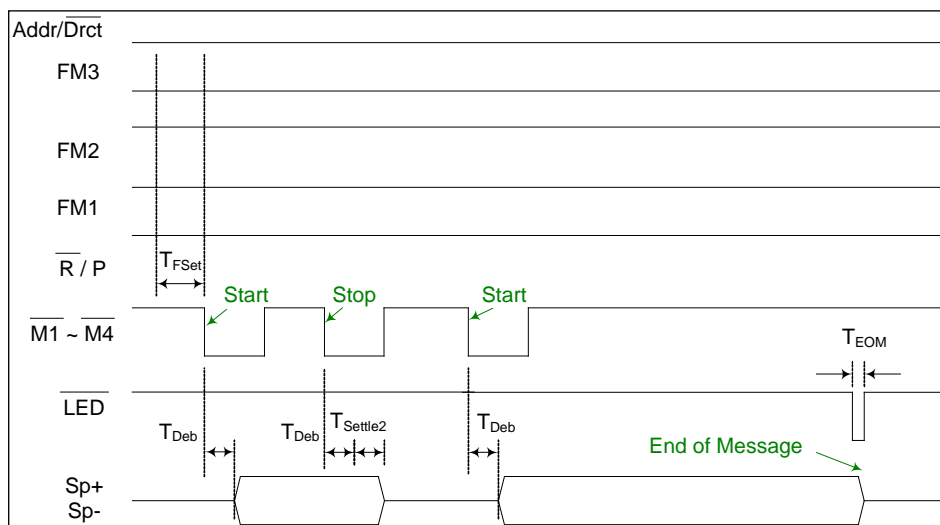 Addr/Drct
FM3
FM2
FM1
R / P
TFSet
Start Stop Start
M1 ~ M4
TEOM
LED
TDeb TDeb TSettle2 TDeb
End of Message
Sp+
Sp-